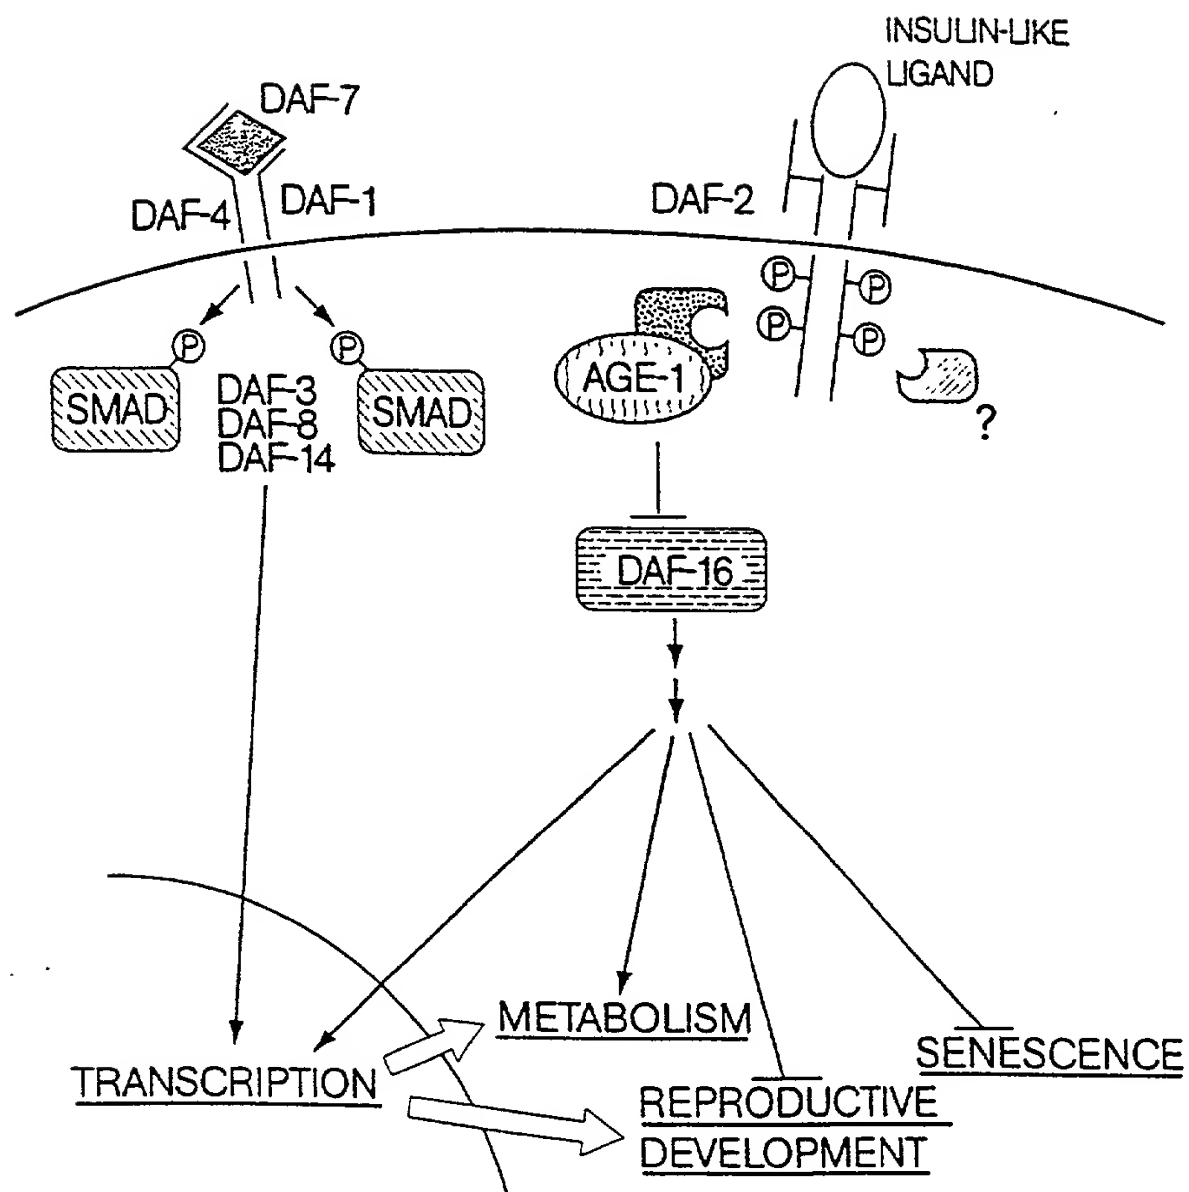 INSULIN-LIKE
LIGAND
DAF-7
DAF-4
DAF-1
DAF-2
P
P
P
P
P
P
SMAD
DAF-3
DAF-8
DAF-14
SMAD
AGE-1
?
DAF-16
METABOLISM
SENESCENCE
TRANSCRIPTION
REPRODUCTIVE
DEVELOPMENT